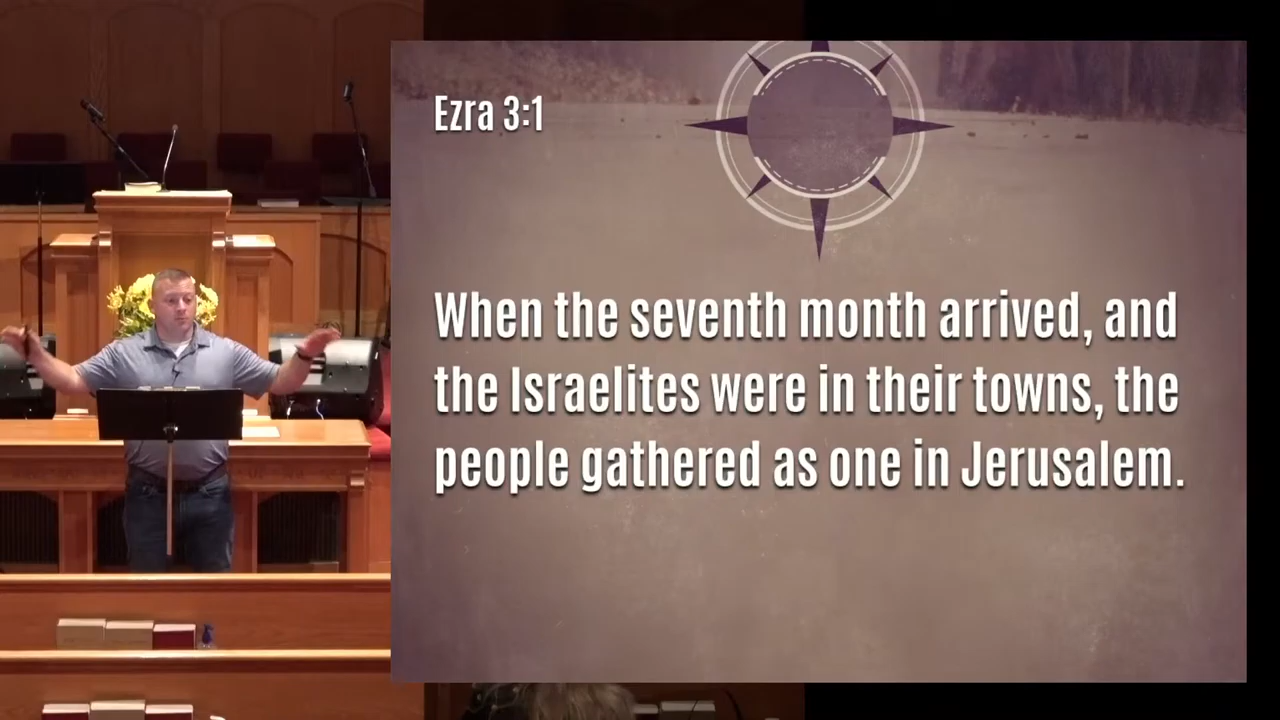 Ezra 3:1
When the seventh month arrived, and
the Israelites were in their towns, the
people gathered as one in Jerusalem.